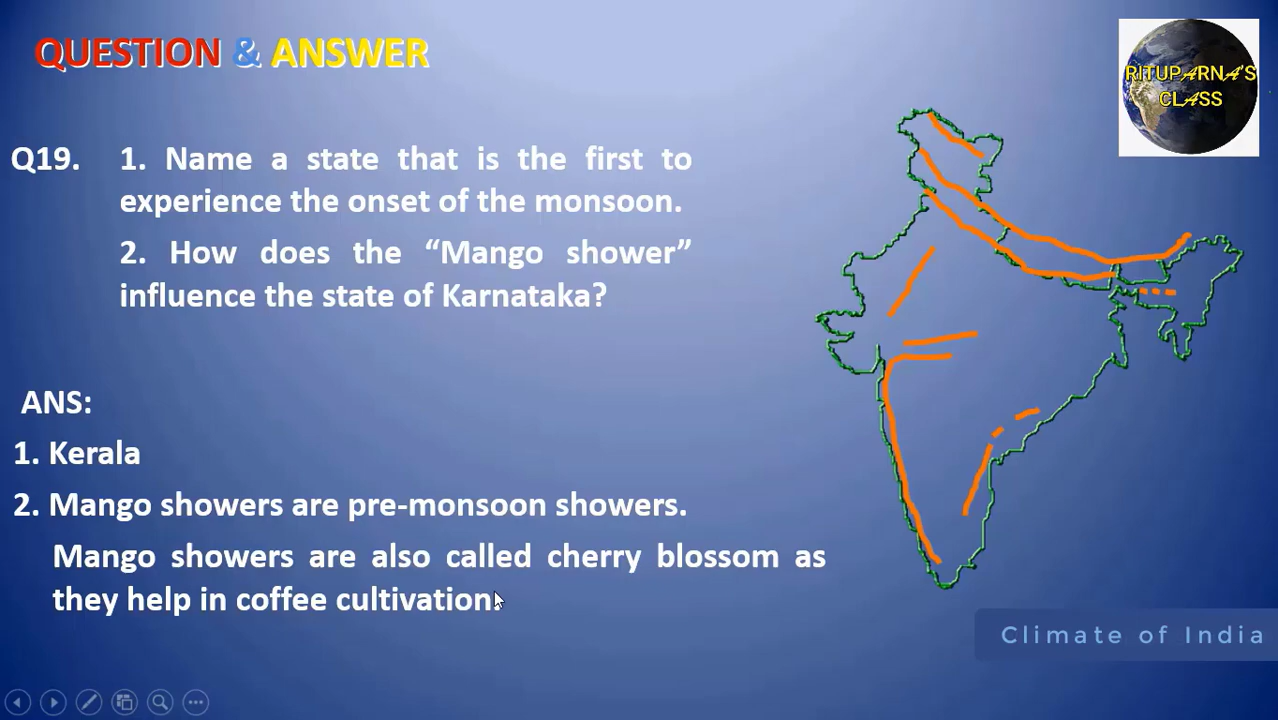 QUESTION & ANSWER
RITUPARNA'S
CLASS
Q19. 1. Name a state that is the first to
experience the onset of the monsoon.
2. How does the “Mango shower”
influence the state of Karnataka?
ANS:
1. Kerala
2. Mango showers are pre-monsoon showers.
Mango showers are also called cherry blossom as
they help in coffee cultivation.
Climate of India